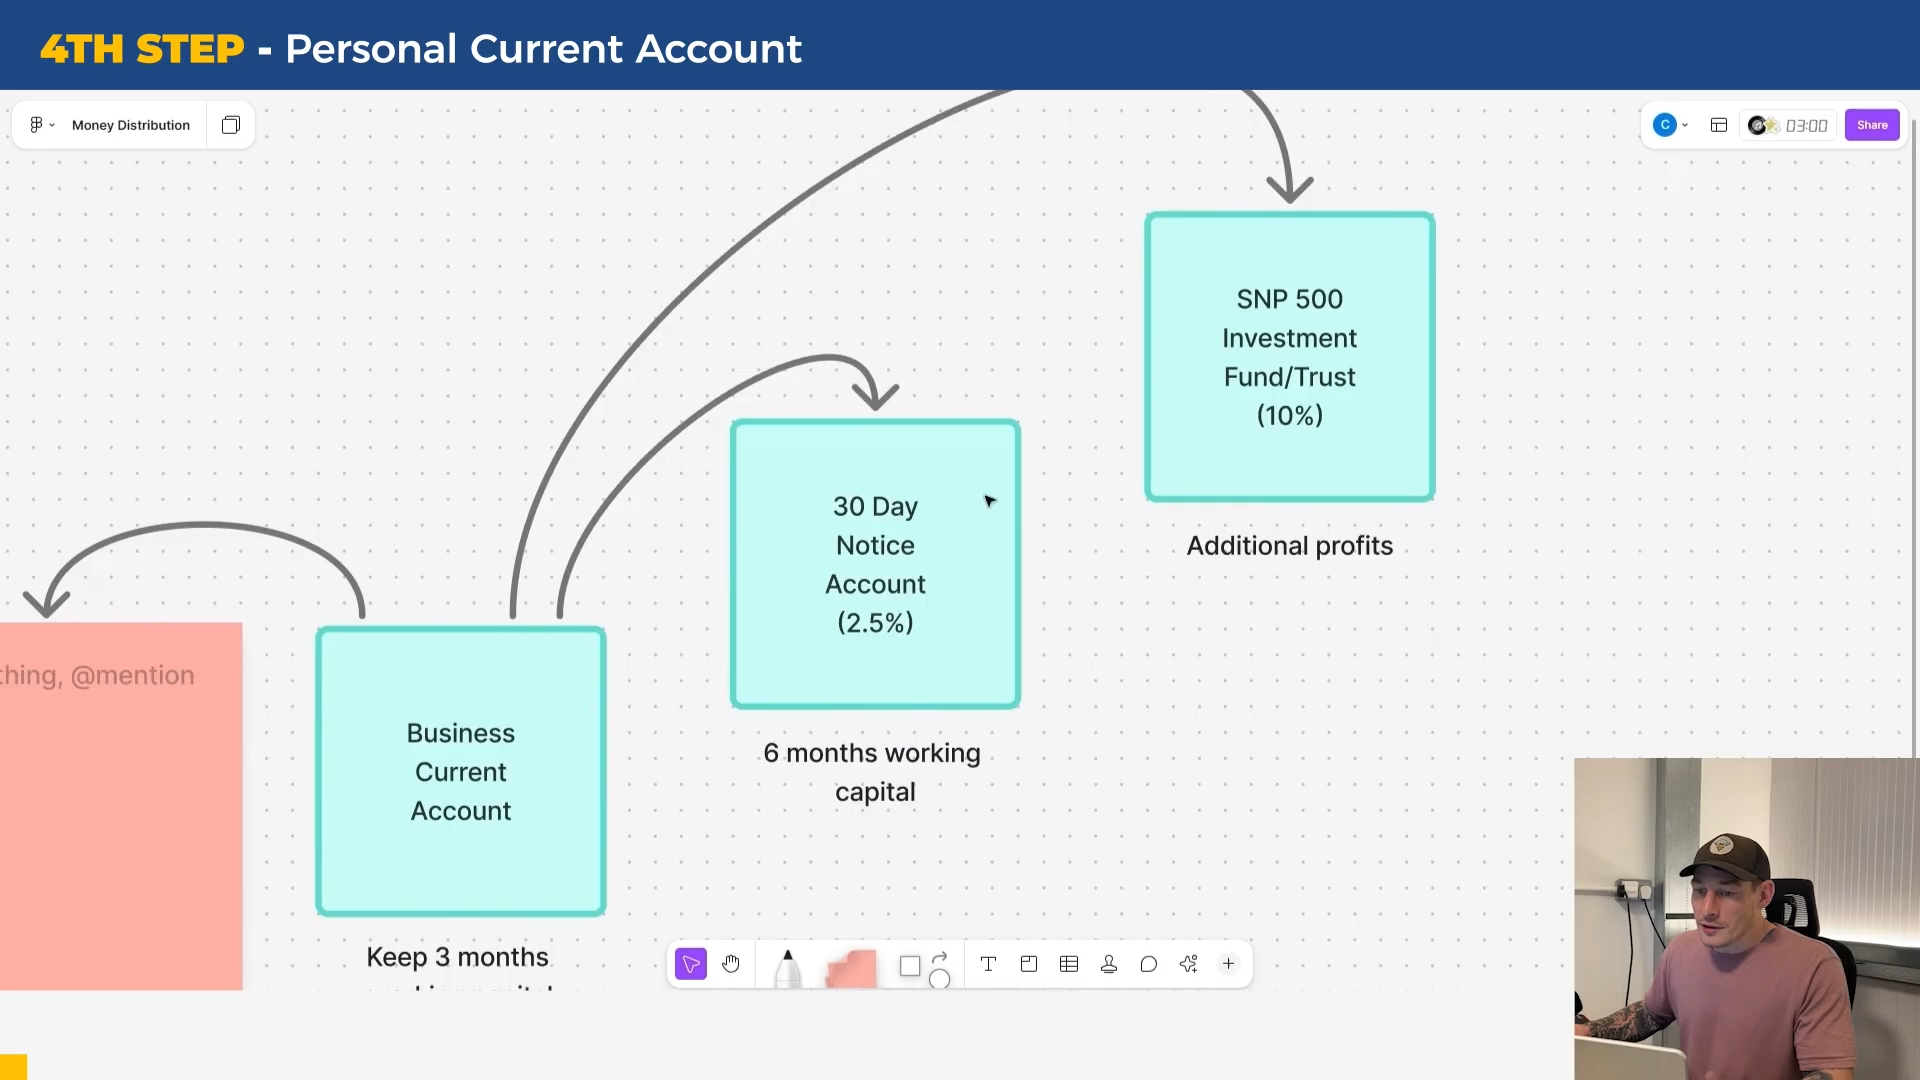 4TH STEP - Personal Current Account
Money Distribution
C
03:00
Share
SNP 500
Investment
Fund/Trust
(10%)
Additional profits
30 Day
Notice
Account
(2.5%)
6 months working
capital
thing, @mention
Business
Current
Account
Keep 3 months